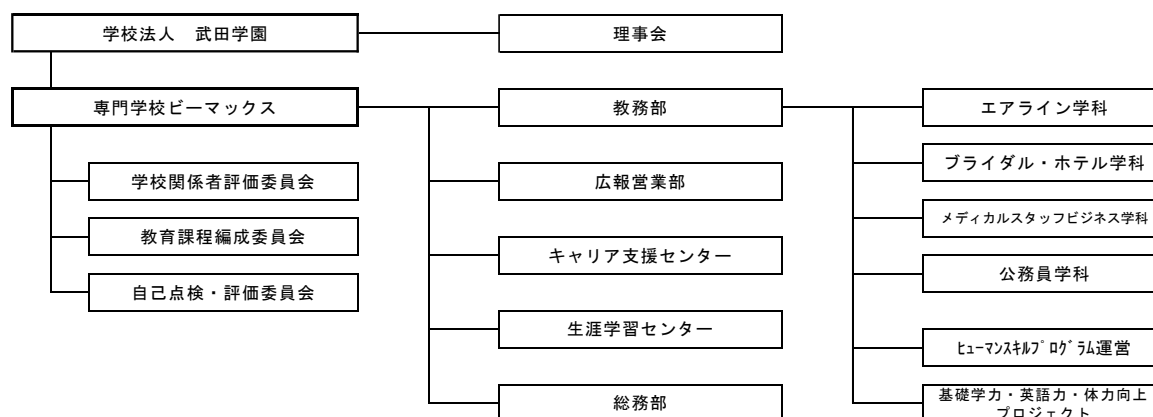 学校法人　武田学園
理事会
専門学校ビーマックス
教務部
エアライン学科
ブライダル・ホテル学科
学校関係者評価委員会
広報営業部
メディカルスタッフビジネス学科
教育課程編成委員会
キャリア支援センター
公務員学科
自己点検・評価委員会
生涯学習センター
ﾋｭｰﾏﾝｽｷﾙﾌﾟﾛｸﾞﾗﾑ運営
総務部
基礎学力・英語力・体力向上
プロジェクト